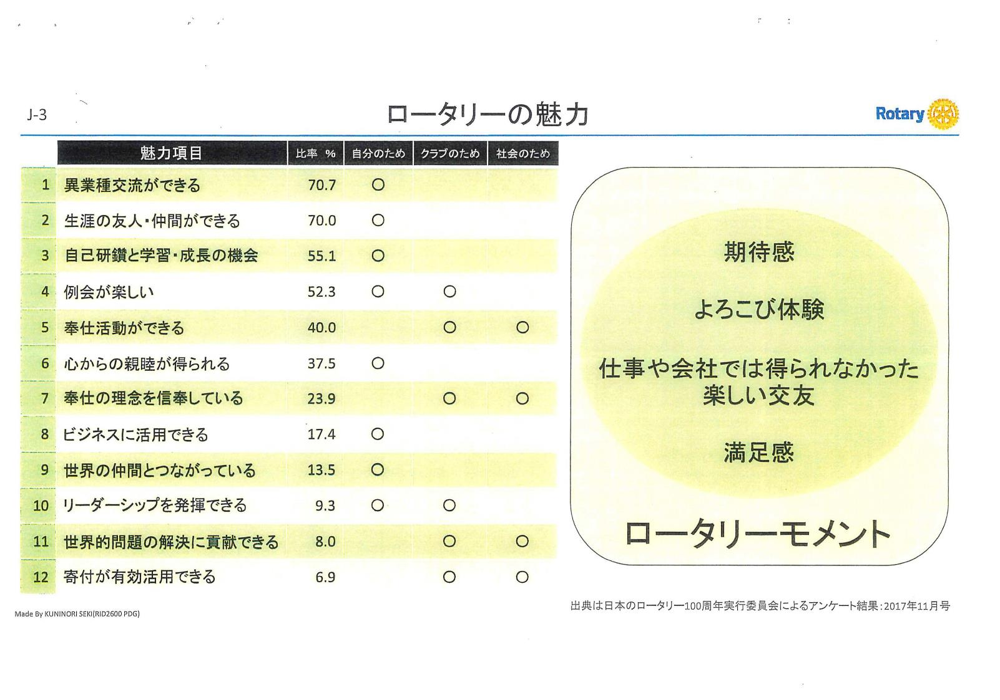 J-3
ロータリーの魅力
Rotary
魅力項目 比率 % 自分のため クラブのため 社会のため
1 異業種交流ができる 70.7 ○
2 生涯の友人・仲間ができる 70.0 ○
3 自己研鑽と学習・成長の機会 55.1 ○
4 例会が楽しい 52.3 ○ ○
5 奉仕活動ができる 40.0 ○ ○
6 心からの親睦が得られる 37.5 ○
7 奉仕の理念を信奉している 23.9 ○ ○
8 ビジネスに活用できる 17.4 ○
9 世界の仲間とつながっている 13.5 ○
10 リーダーシップを発揮できる 9.3 ○ ○
11 世界的問題の解決に貢献できる 8.0 ○ ○
12 寄付が有効活用できる 6.9 ○ ○
期待感
よろこび体験
仕事や会社では得られなかった
楽しい交友
満足感
ロータリーモメント
出典は日本のロータリー100周年実行委員会によるアンケート結果：2017年11月号
Made By KUNINORI SEKI(RID2600 PDG)